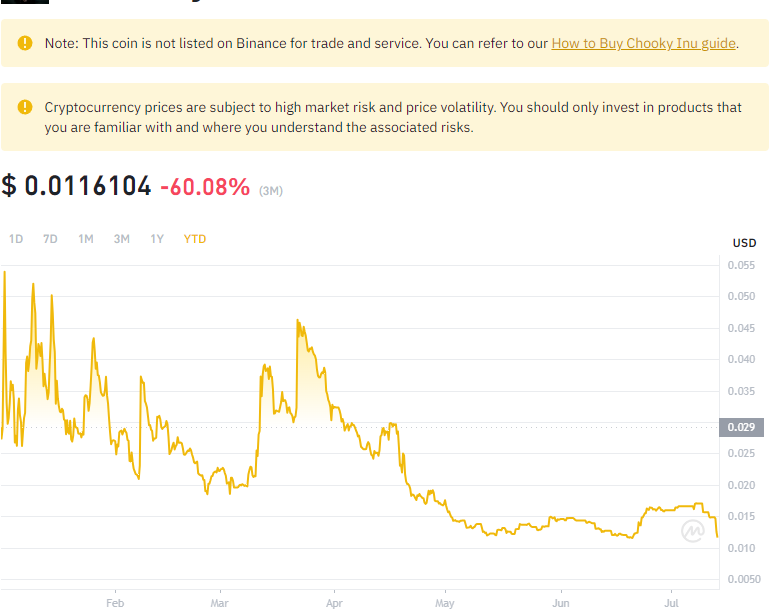 Note: This coin is not listed on Binance for trade and service. You can refer to our How to Buy Chooky Inu guide.
Cryptocurrency prices are subject to high market risk and price volatility. You should only invest in products that
you are familiar with and where you understand the associated risks.
$ 0.0116104 -60.08% (3M)
1D 7D 1M 3M 1Y YTD
USD
0.055
0.050
0.045
0.040
0.035
0.029
0.025
0.020
0.015
0.010
0.0050
Feb Mar Apr May Jun Jul